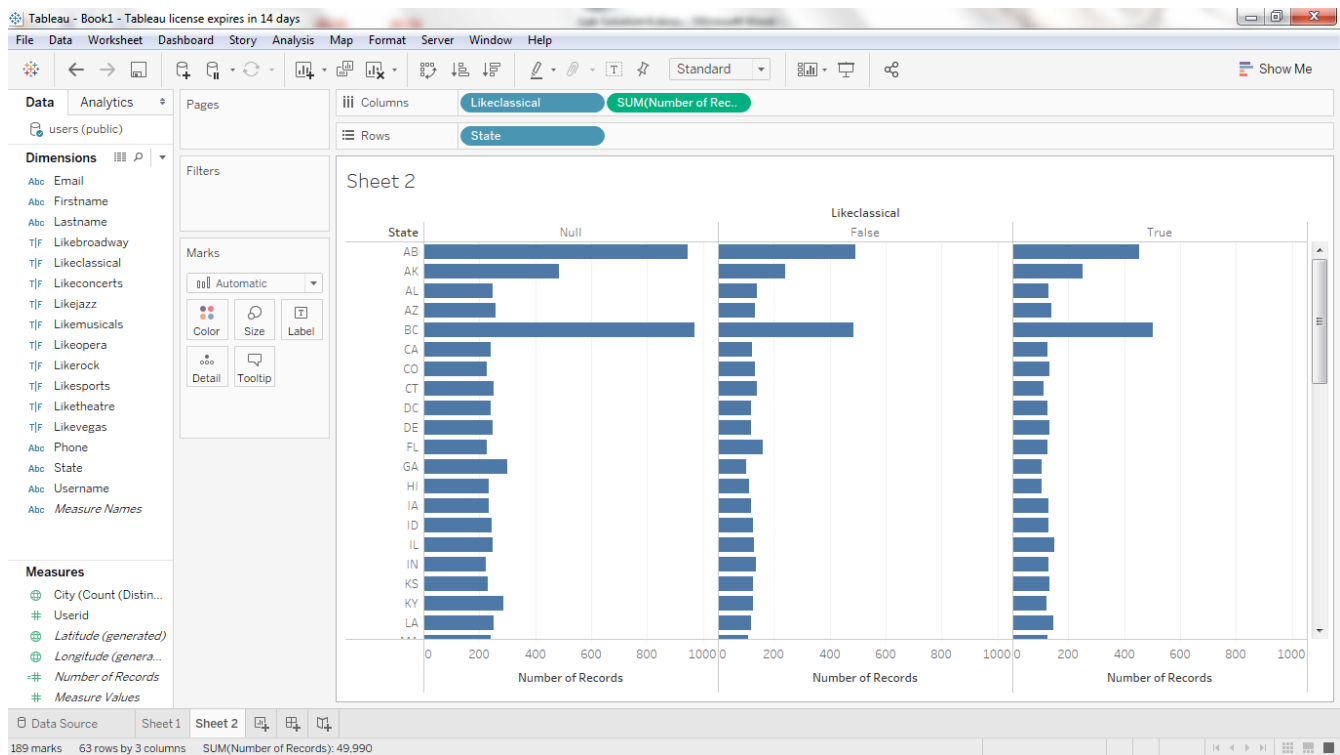 Tableau - Book1 - Tableau license expires in 14 days
File Data Worksheet Dashboard Story Analysis Map Format Server Window Help
Standard
Show Me
Data Analytics
users (public)
Dimensions
Abc Email
Abc Firstname
Abc Lastname
T|F Likebroadway
T|F Likeclassical
T|F Likeconcerts
T|F Likejazz
T|F Likemusicals
T|F Likeopera
T|F Likerock
T|F Likesports
T|F Liketheatre
T|F Likevegas
Abc Phone
Abc State
Abc Username
Abc Measure Names
Measures
City (Count (Distin...
# Userid
Latitude (generated)
Longitude (genera...
=# Number of Records
# Measure Values
Pages
Filters
Marks
Automatic
Color Size Label
Detail Tooltip
Columns Likeclassical SUM(Number of Rec..
Rows State
Sheet 2
Likeclassical
State Null False True
AB
AK
AL
AZ
BC
CA
CO
CT
DC
DE
FL
GA
HI
IA
ID
IL
IN
KS
KY
LA
0 200 400 600 800 1000 0 200 400 600 800 1000 0 200 400 600 800 1000
Number of Records Number of Records Number of Records
Data Source Sheet 1 Sheet 2
189 marks 63 rows by 3 columns SUM(Number of Records): 49,990